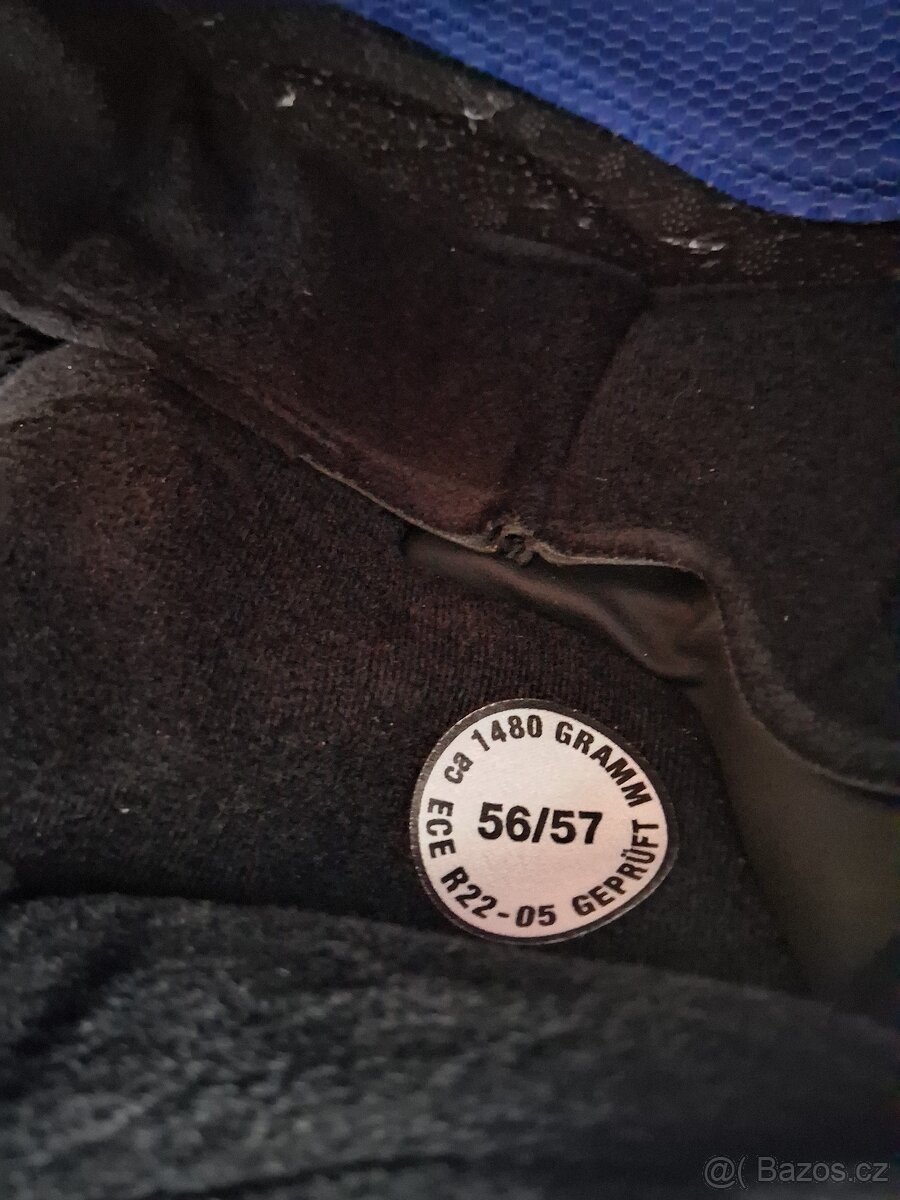 ca 1480 GRAMM
56/57
ECE R22-05 GEPRÜFT
@( Bazos.cz